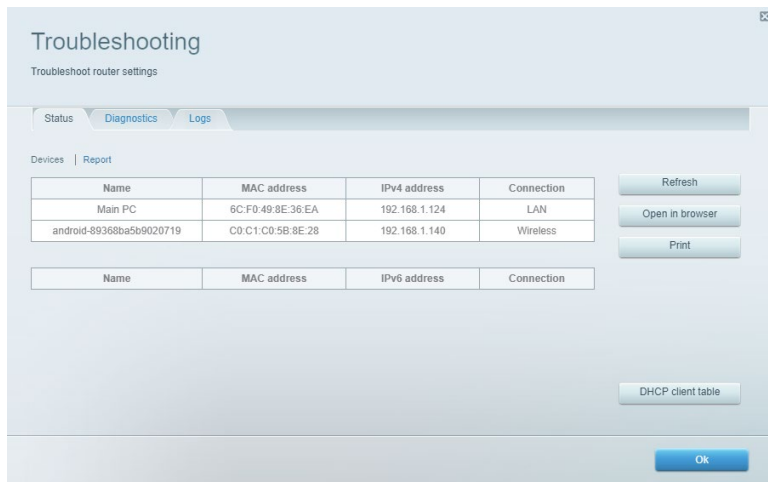 Troubleshooting
Troubleshoot router settings
Status Diagnostics Logs
Devices | Report
Name MAC address IPv4 address Connection
Main PC 6C:F0:49:8E:36:EA 192.168.1.124 LAN
android-89368ba5b9020719 C0:C1:C0:5B:8E:28 192.168.1.140 Wireless
Name MAC address IPv6 address Connection
Refresh
Open in browser
Print
DHCP client table
Ok